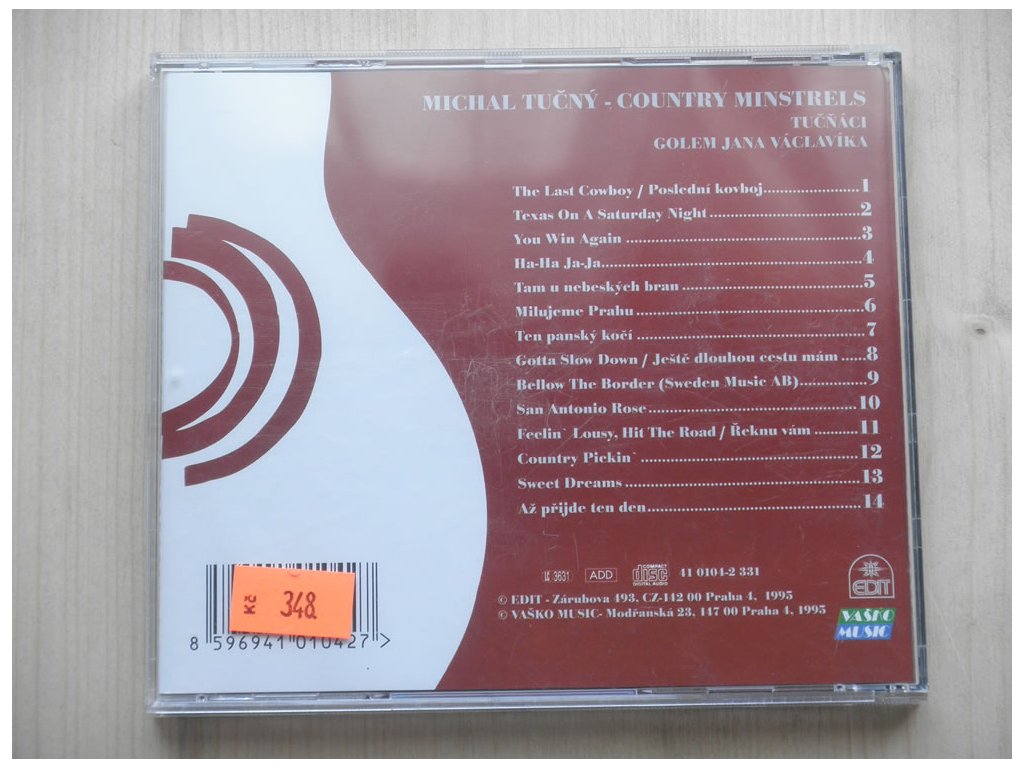 MICHAL TUČNÝ - COUNTRY MINSTRELS
TUČŇÁCI
GOLEM JANA VÁCLAVÍKA
The Last Cowboy / Poslední kovboj......................1
Texas On A Saturday Night...............................2
You Win Again ................................................3
Ha-Ha Ja-Ja....................................................4
Tam u nebeských bran .....................................5
Milujeme Prahu ..............................................6
Ten panský kočí ..............................................7
Gotta Slow Down / Ještě dlouhou cestu mám .....8
Bellow The Border (Sweden Music AB)..............9
San Antonio Rose...........................................10
Feelin` Lousy, Hit The Road / Řeknu vám .........11
Country Pickin` .............................................12
Sweet Dreams................................................13
Až přijde ten den............................................14
LC 3631 ADD COMPACT disc DIGITAL AUDIO 41 0104-2 331
EDIT
© EDIT - Zárubova 493, CZ-142 00 Praha 4, 1995
© VAŠKO MUSIC- Modřanská 23, 147 00 Praha 4, 1995
VAŠKO
MUSIC
Kč 348.
8 596941 010427 >